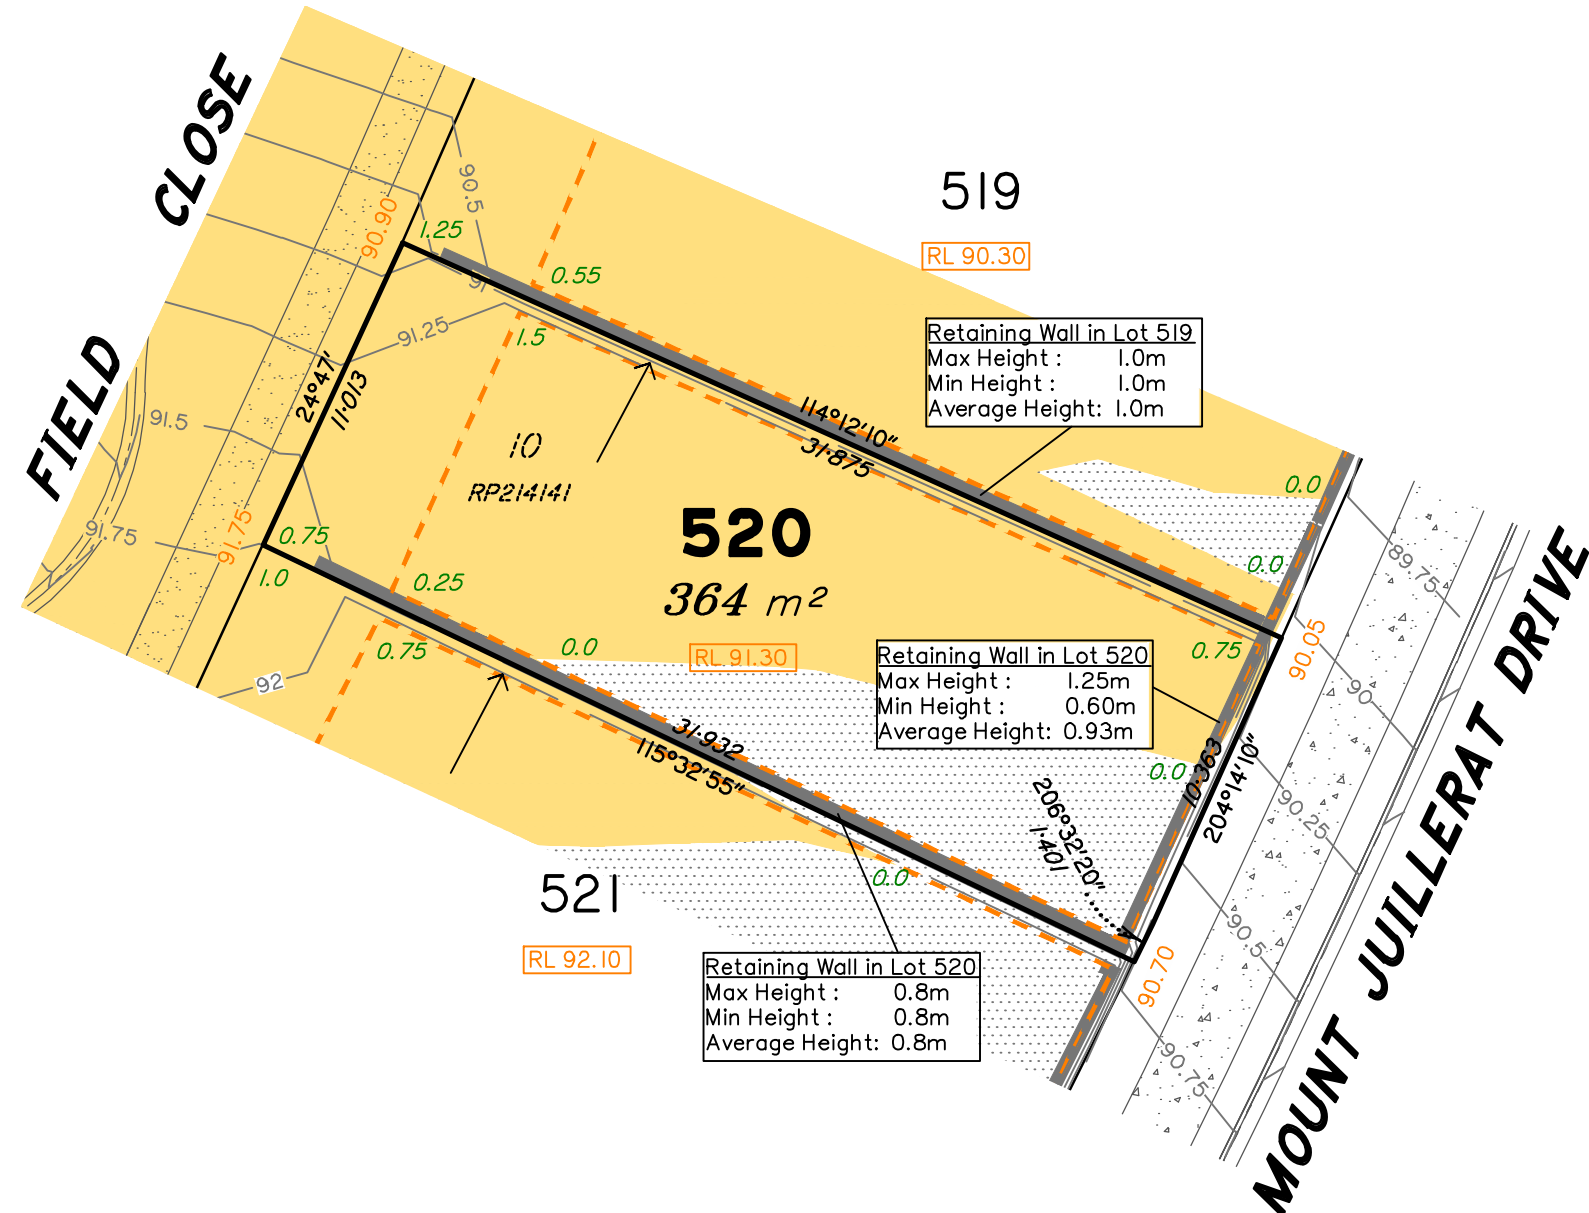 FIELD CLOSE
519
RL 90.30
90.5
90.90
1.25
0.55
91
91.25
1.5
Retaining Wall in Lot 519
Max Height : 1.0m
Min Height : 1.0m
Average Height: 1.0m
24°47'
11·013
114°12'10"
31·875
91.5
10
RP214141
0.0
0.0
89.75
91.75
91.75
0.75
1.0
0.25
520
364 m²
RL 91.30
0.75
0.0
0.75
90.05
Retaining Wall in Lot 520
Max Height : 1.25m
Min Height : 0.60m
Average Height: 0.93m
92
90
31·932
115°32'55"
0.0
10·363
204°14'10"
206°32'20"
1·401
90.25
0.0
521
RL 92.10
90.5
90.70
Retaining Wall in Lot 520
Max Height : 0.8m
Min Height : 0.8m
Average Height: 0.8m
90.75
MOUNT JUILLERAT DRIVE